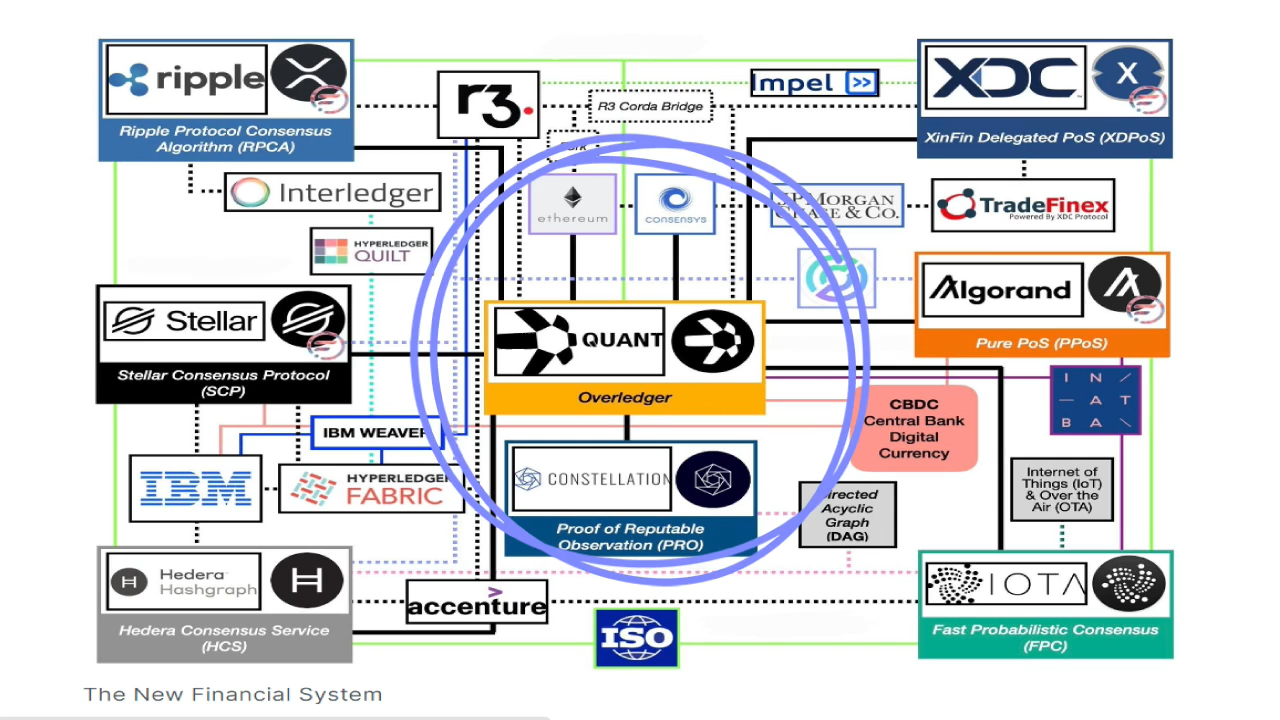 ripple
Ripple Protocol Consensus
Algorithm (RPCA)
r3.
Impel >>
R3 Corda Bridge
XDC
X
XinFin Delegated PoS (XDPoS)
Interledger
ethereum
CONSENSYS
J.P.MORGAN
CHASE & CO.
TradeFinex
Powered By XDC Protocol
HYPERLEDGER
QUILT
Stellar
Stellar Consensus Protocol
(SCP)
QUANT
Overledger
Algorand
Pure PoS (PPoS)
IBM WEAVER
CBDC
Central Bank
Digital
Currency
I N /
— A T
B A \
IBM
HYPERLEDGER
FABRIC
CONSTELLATION
Proof of Reputable
Observation (PRO)
Directed
Acyclic
Graph
(DAG)
Internet of
Things (IoT)
& Over the
Air (OTA)
H
Hedera
Hashgraph
H
Hedera Consensus Service
(HCS)
accenture
ISO
IOTA
Fast Probabilistic Consensus
(FPC)
The New Financial System